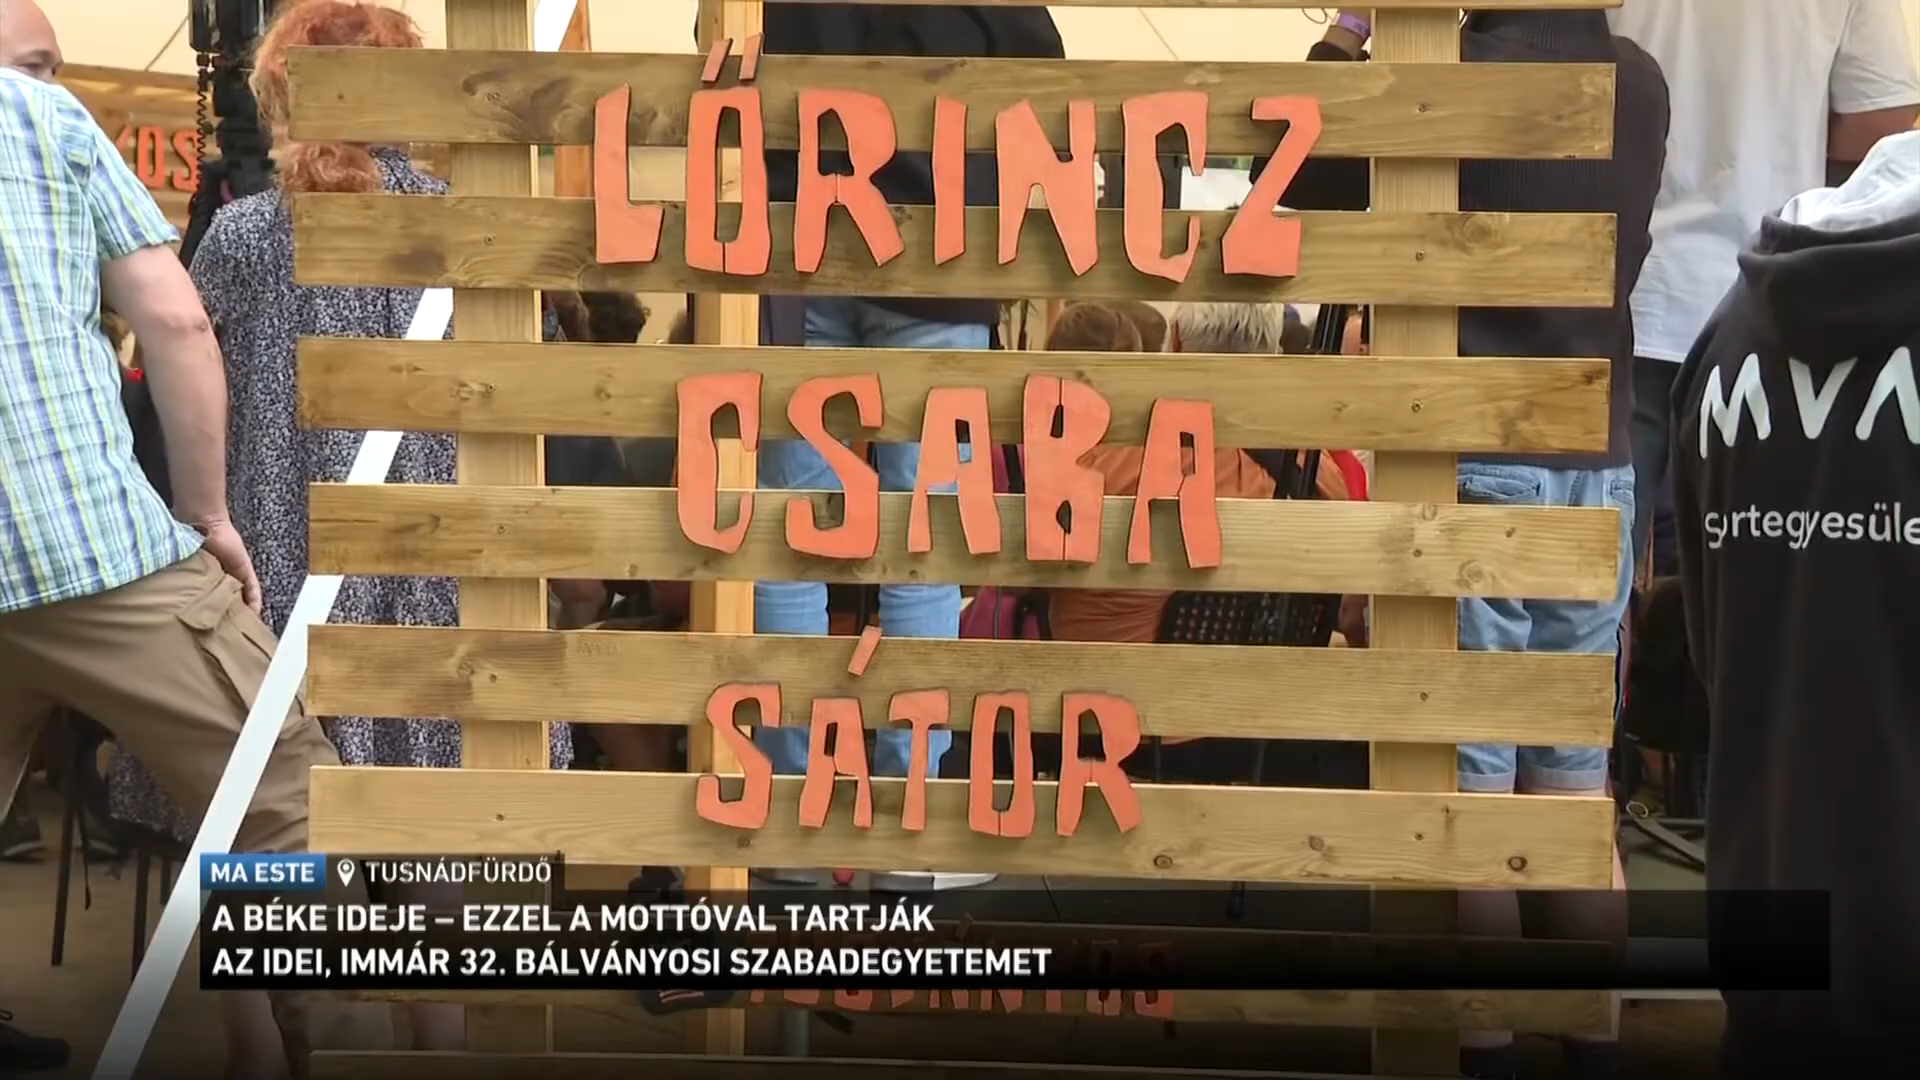 LŐRINCZ
CSABA
SÁTOR
MA ESTE TUSNÁDFÜRDŐ
A BÉKE IDEJE – EZZEL A MOTTÓVAL TARTJÁK
AZ IDEI, IMMÁR 32. BÁLVÁNYOSI SZABADEGYETEMET